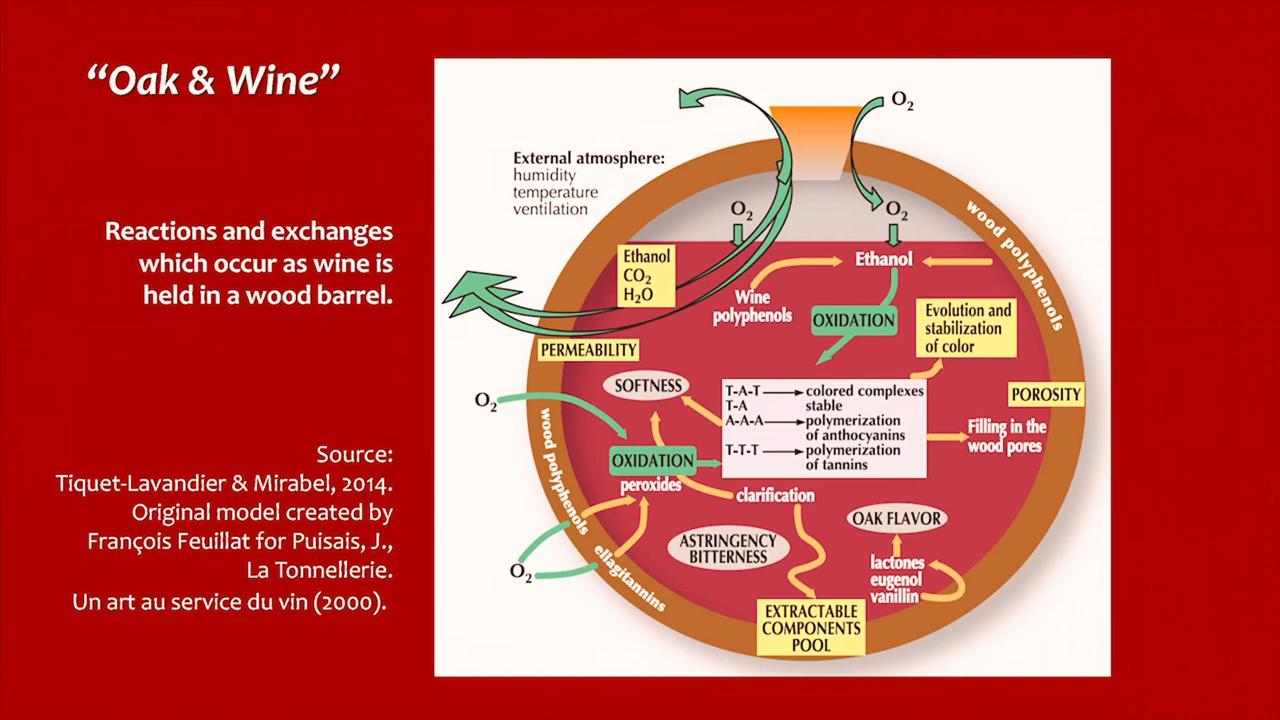 “Oak & Wine”
Reactions and exchanges
which occur as wine is
held in a wood barrel.
Source:
Tiquet-Lavandier & Mirabel, 2014.
Original model created by
François Feuillat for Puisais, J.,
La Tonnellerie.
Un art au service du vin (2000).
O2
External atmosphere:
humidity
temperature
ventilation
O2
O2
wood polyphenols
Ethanol
CO2
H2O
Ethanol
Wine
polyphenols
OXIDATION
Evolution and
stabilization
of color
PERMEABILITY
SOFTNESS
T-A-T
colored complexes
T-A
stable
A-A-A
polymerization
of anthocyanins
T-T-T
polymerization
of tannins
POROSITY
O2
Filling in the
wood pores
wood polyphenols
OXIDATION
peroxides
clarification
OAK FLAVOR
ASTRINGENCY
BITTERNESS
O2
ellagitannins
lactones
eugenol
vanillin
EXTRACTABLE
COMPONENTS
POOL